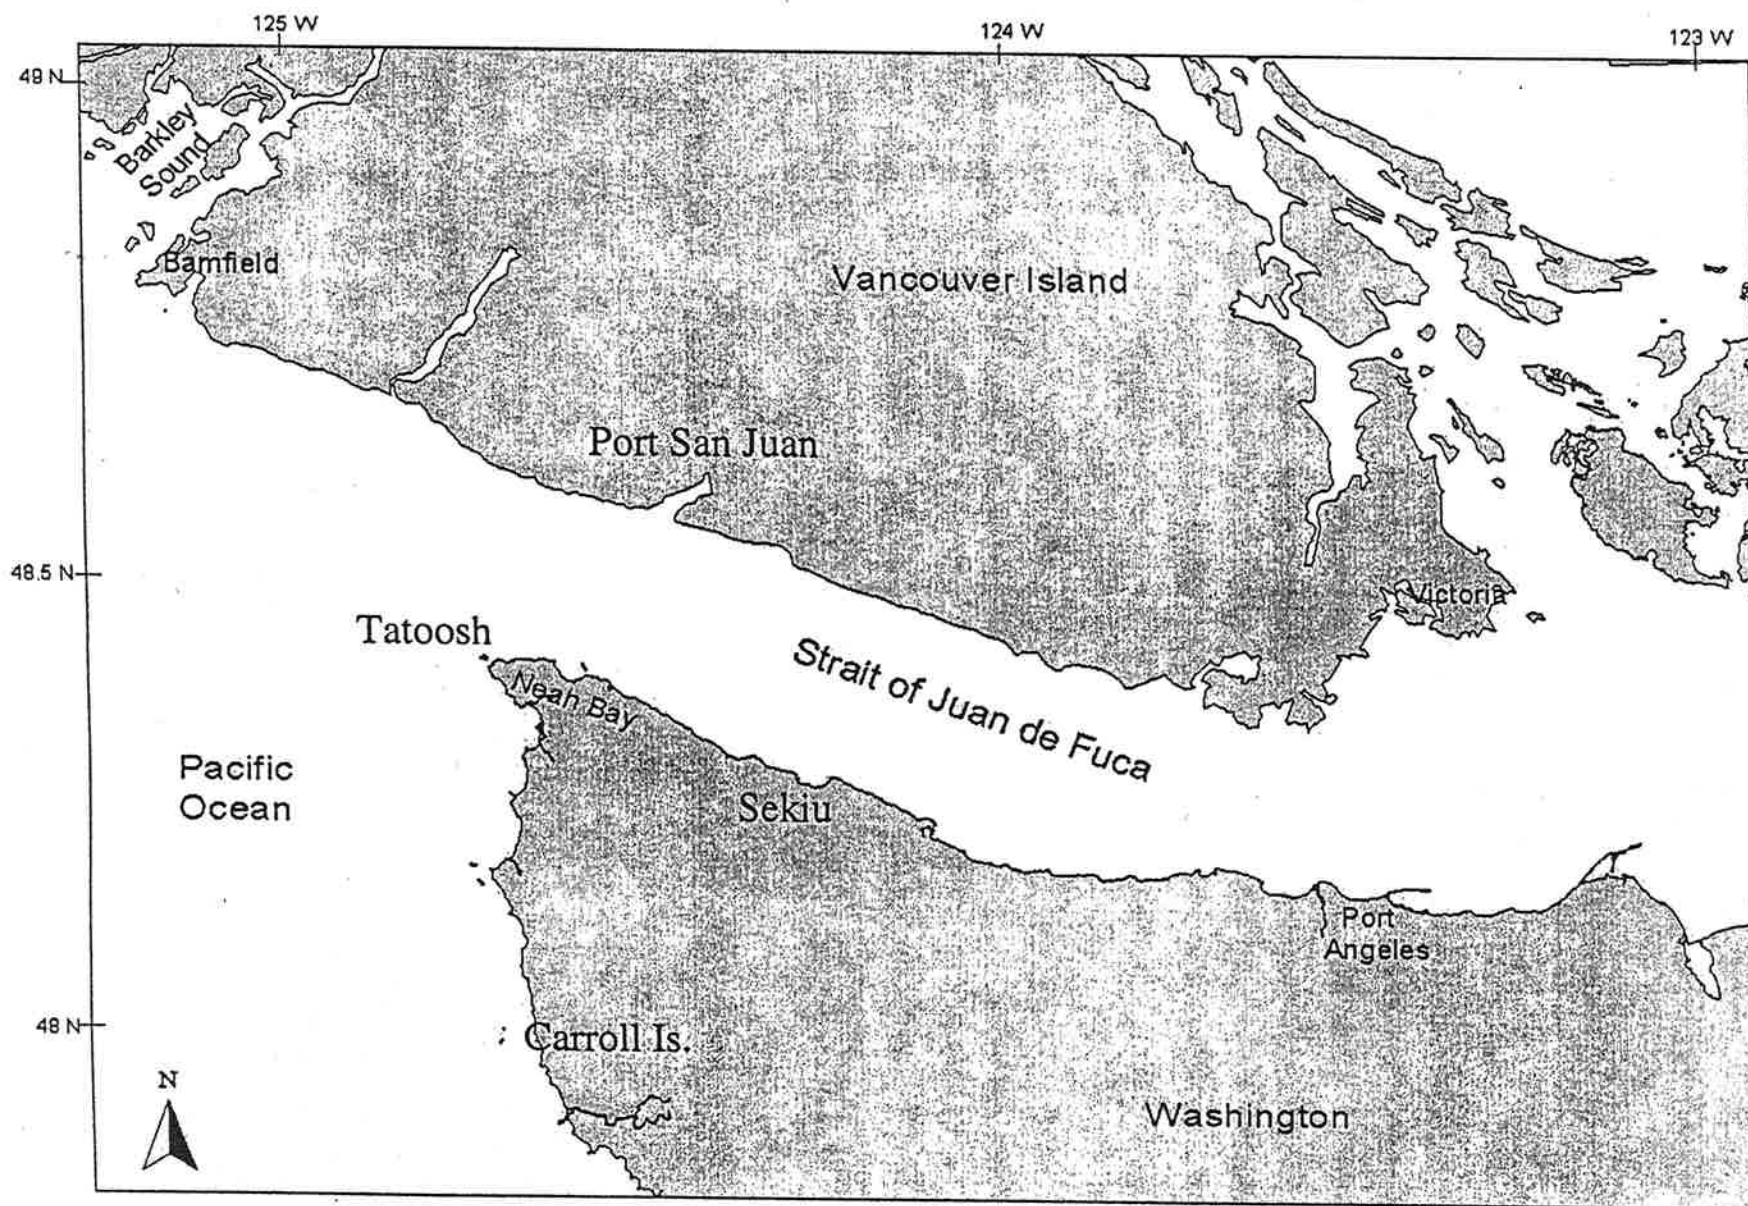 125 W
124 W
123 W
49 N
Barkley
Sound
Bamfield
Vancouver Island
Port San Juan
48.5 N
Victoria
Tatoosh
Neah Bay
Strait of Juan de Fuca
Pacific
Ocean
Sekiu
Port
Angeles
48 N
Carroll Is.
N
Washington